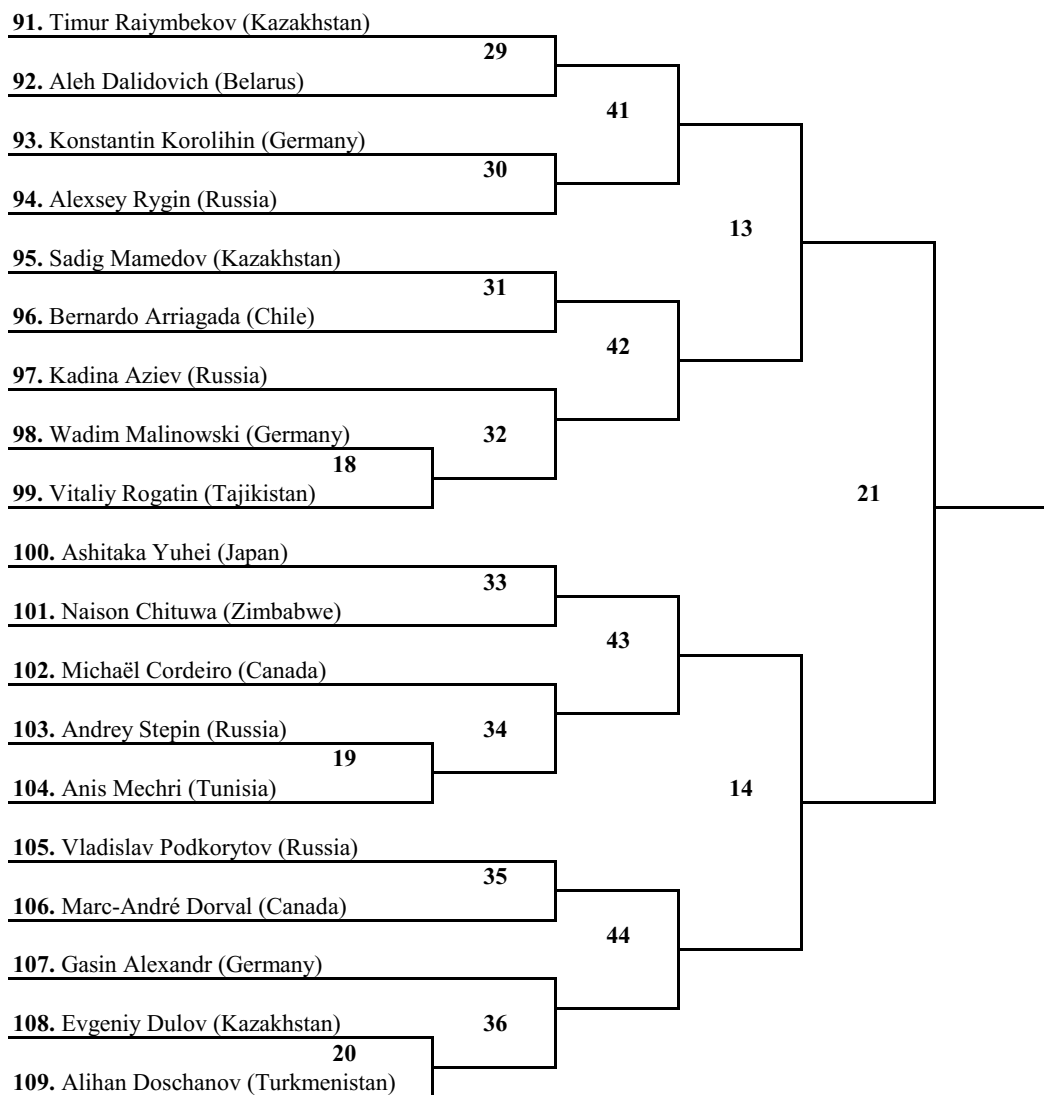 91. Timur Raiymbekov (Kazakhstan)
29
92. Aleh Dalidovich (Belarus)
41
93. Konstantin Korolihin (Germany)
30
94. Alexsey Rygin (Russia)
13
95. Sadig Mamedov (Kazakhstan)
31
96. Bernardo Arriagada (Chile)
42
97. Kadina Aziev (Russia)
98. Wadim Malinowski (Germany)
32
18
99. Vitaliy Rogatin (Tajikistan)
21
100. Ashitaka Yuhei (Japan)
33
101. Naison Chituwa (Zimbabwe)
43
102. Michaël Cordeiro (Canada)
103. Andrey Stepin (Russia)
34
19
104. Anis Mechri (Tunisia)
14
105. Vladislav Podkorytov (Russia)
35
106. Marc-André Dorval (Canada)
44
107. Gasin Alexandr (Germany)
108. Evgeniy Dulov (Kazakhstan)
36
20
109. Alihan Doschanov (Turkmenistan)